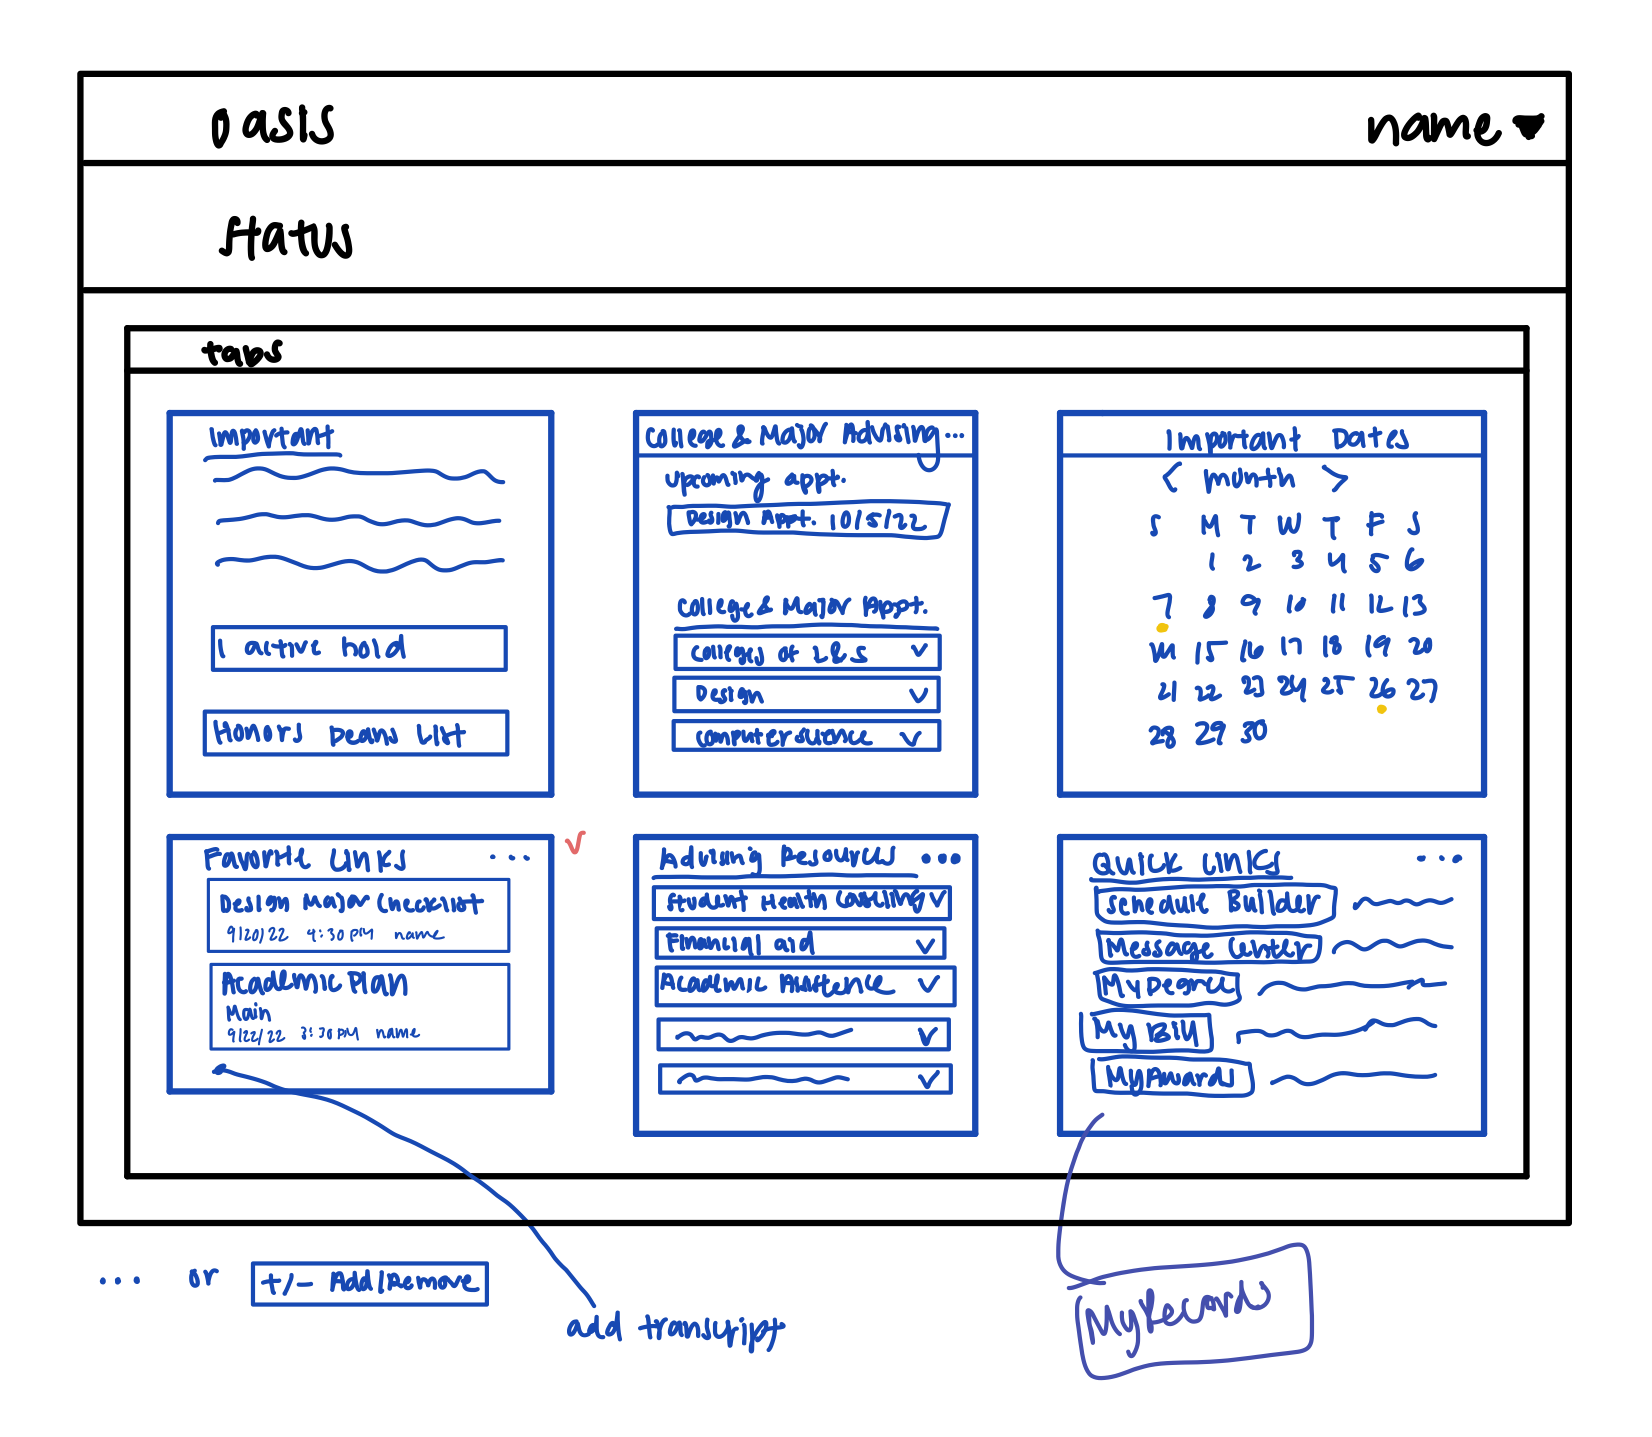 oasis
name
status
tabs
Important
1 active hold
Honors Deans List
College & Major Advising ...
upcoming appt.
Design Appt. 10/5/22
College & Major Appt.
Colleges of L&S
Design
computer science
Important Dates
< month >
S M T W T F S
1 2 3 4 5 6
7 8 9 10 11 12 13
14 15 16 17 18 19 20
21 22 23 24 25 26 27
28 29 30
Favorite Links ...
Design Major Checklist
9/20/22 4:30 PM name
Academic Plan
Main
9/22/22 3:30 PM name
Advising Resources ...
Student Health
Financial aid
Academic
Quick Links ...
Schedule Builder
Message Center
MyDegree
MyBill
MyAwards
... or +/- Add/Remove
add transcript
MyRecord